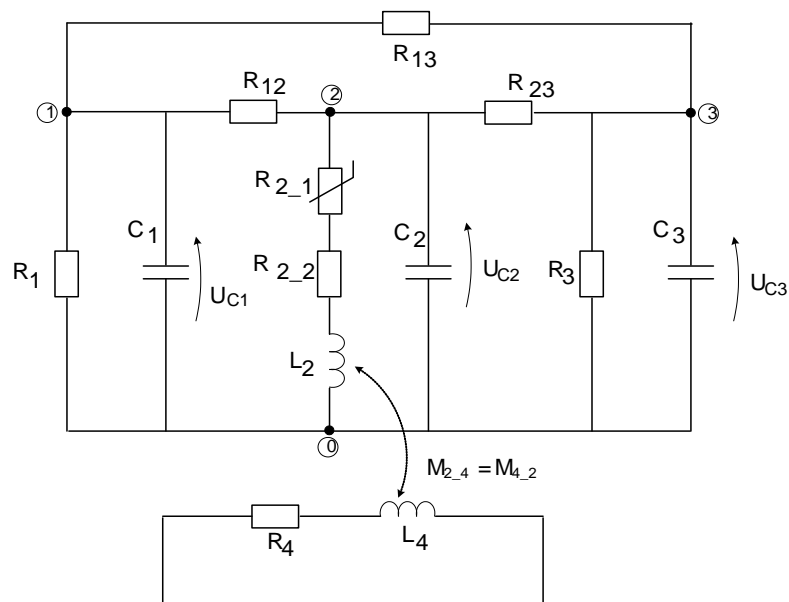 R13
R12
2
R23
1
3
R2_1
C1
C2
C3
R1
R2_2
UC1
UC2
R3
UC3
L2
0
M2_4 = M4_2
R4
L4